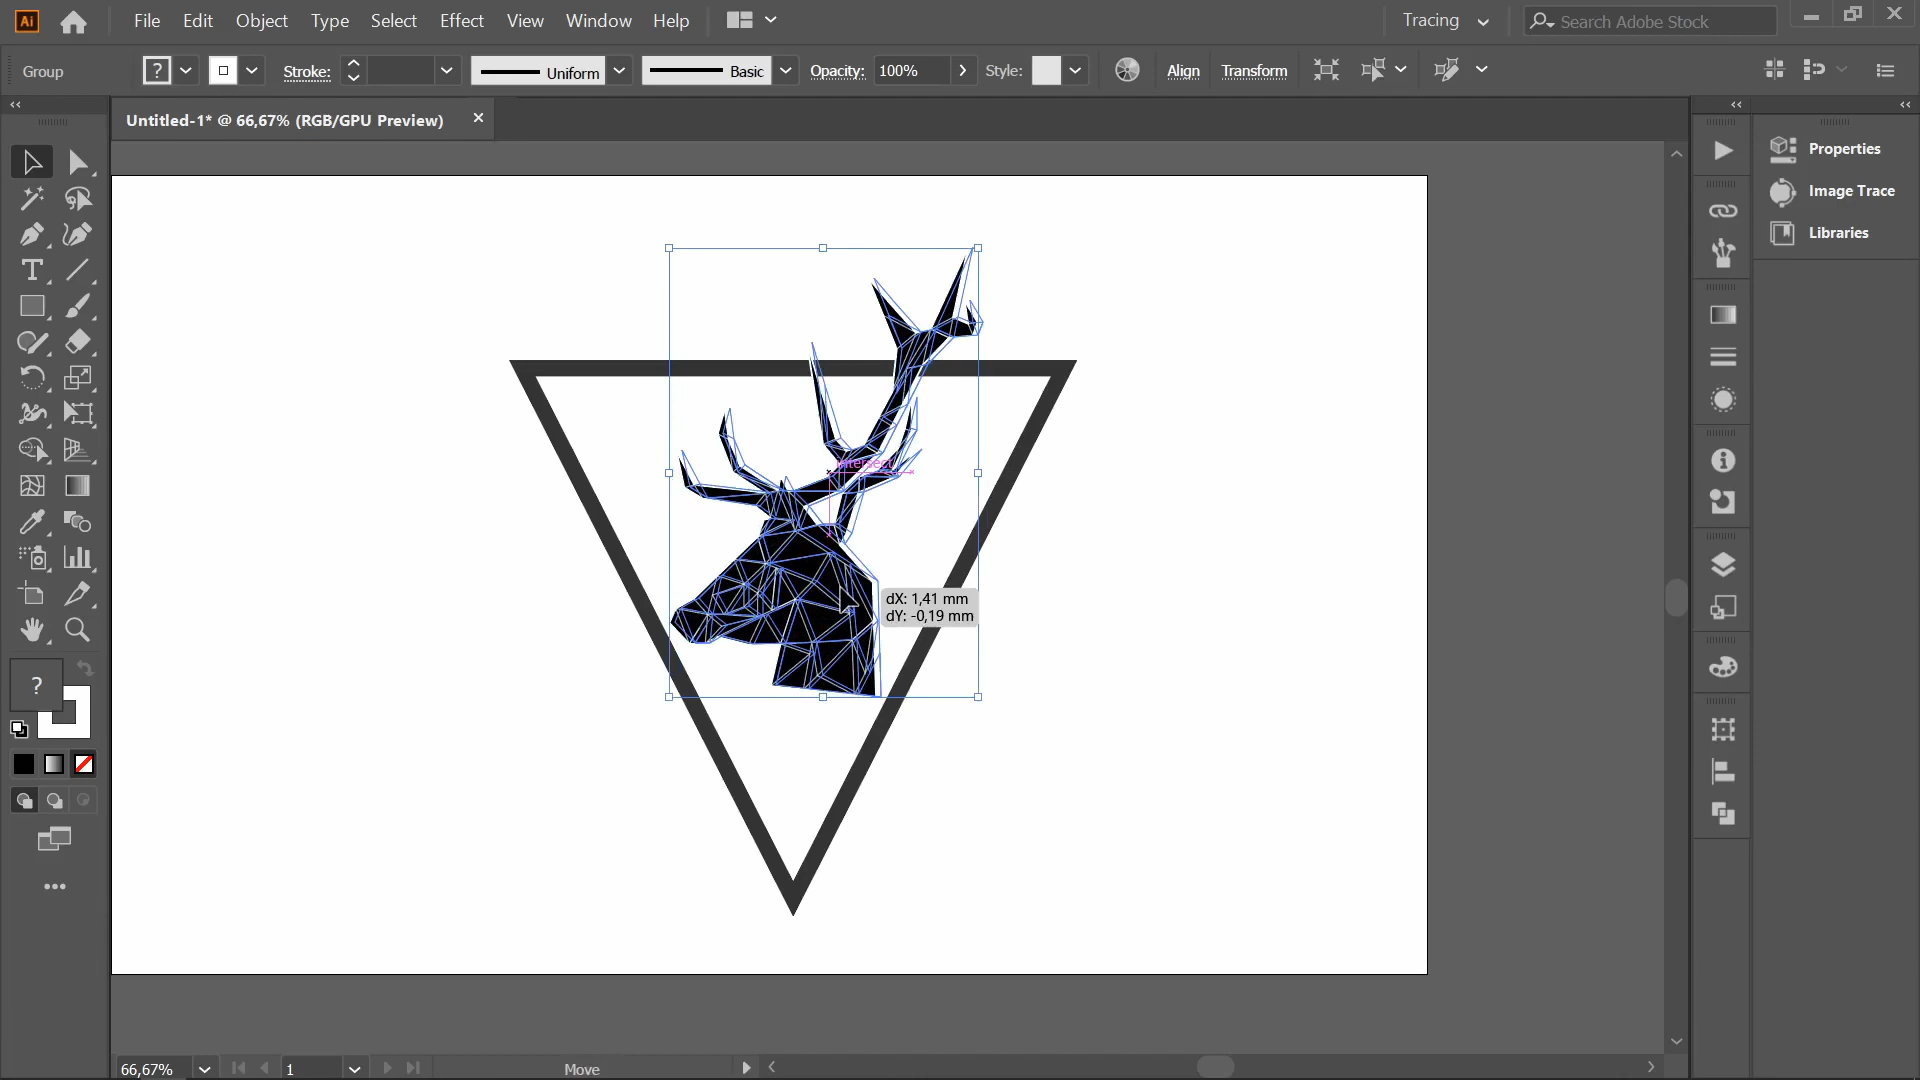 Ai File Edit Object Type Select Effect View Window Help Tracing Search Adobe Stock
Group ? Stroke: Uniform Basic Opacity: 100% Style: Align Transform
Untitled-1* @ 66,67% (RGB/GPU Preview)
Properties
Image Trace
Libraries
intersect
dX: 1,41 mm
dY: -0,19 mm
?
66,67% 1 Move